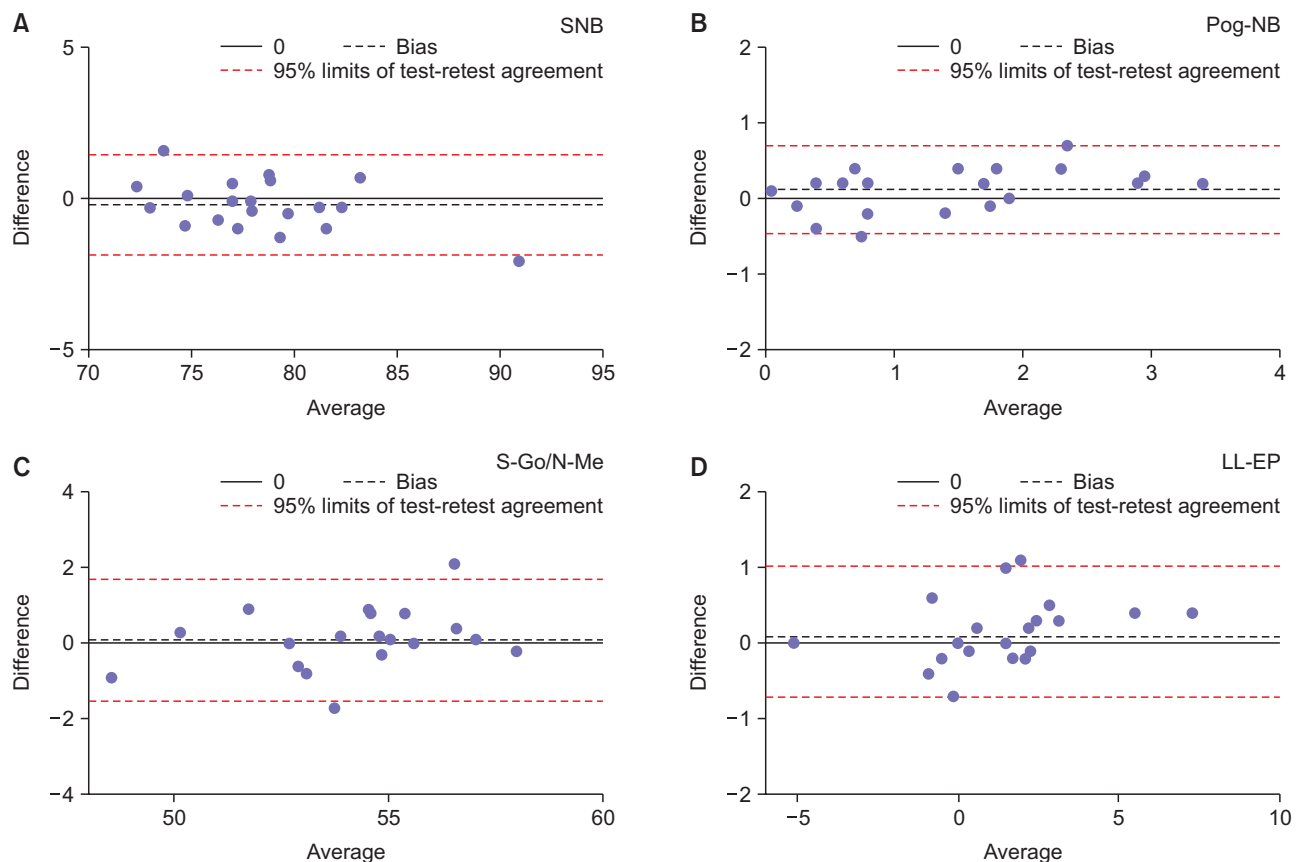 A
SNB
0 Bias
95% limits of test-retest agreement
5
0
−5
Difference
70 75 80 85 90 95
Average
B
Pog-NB
0 Bias
95% limits of test-retest agreement
2
1
0
−1
−2
Difference
0 1 2 3 4
Average
C
S-Go/N-Me
0 Bias
95% limits of test-retest agreement
4
2
0
−2
−4
Difference
50 55 60
Average
D
LL-EP
0 Bias
95% limits of test-retest agreement
2
1
0
−1
−2
Difference
−5 0 5 10
Average